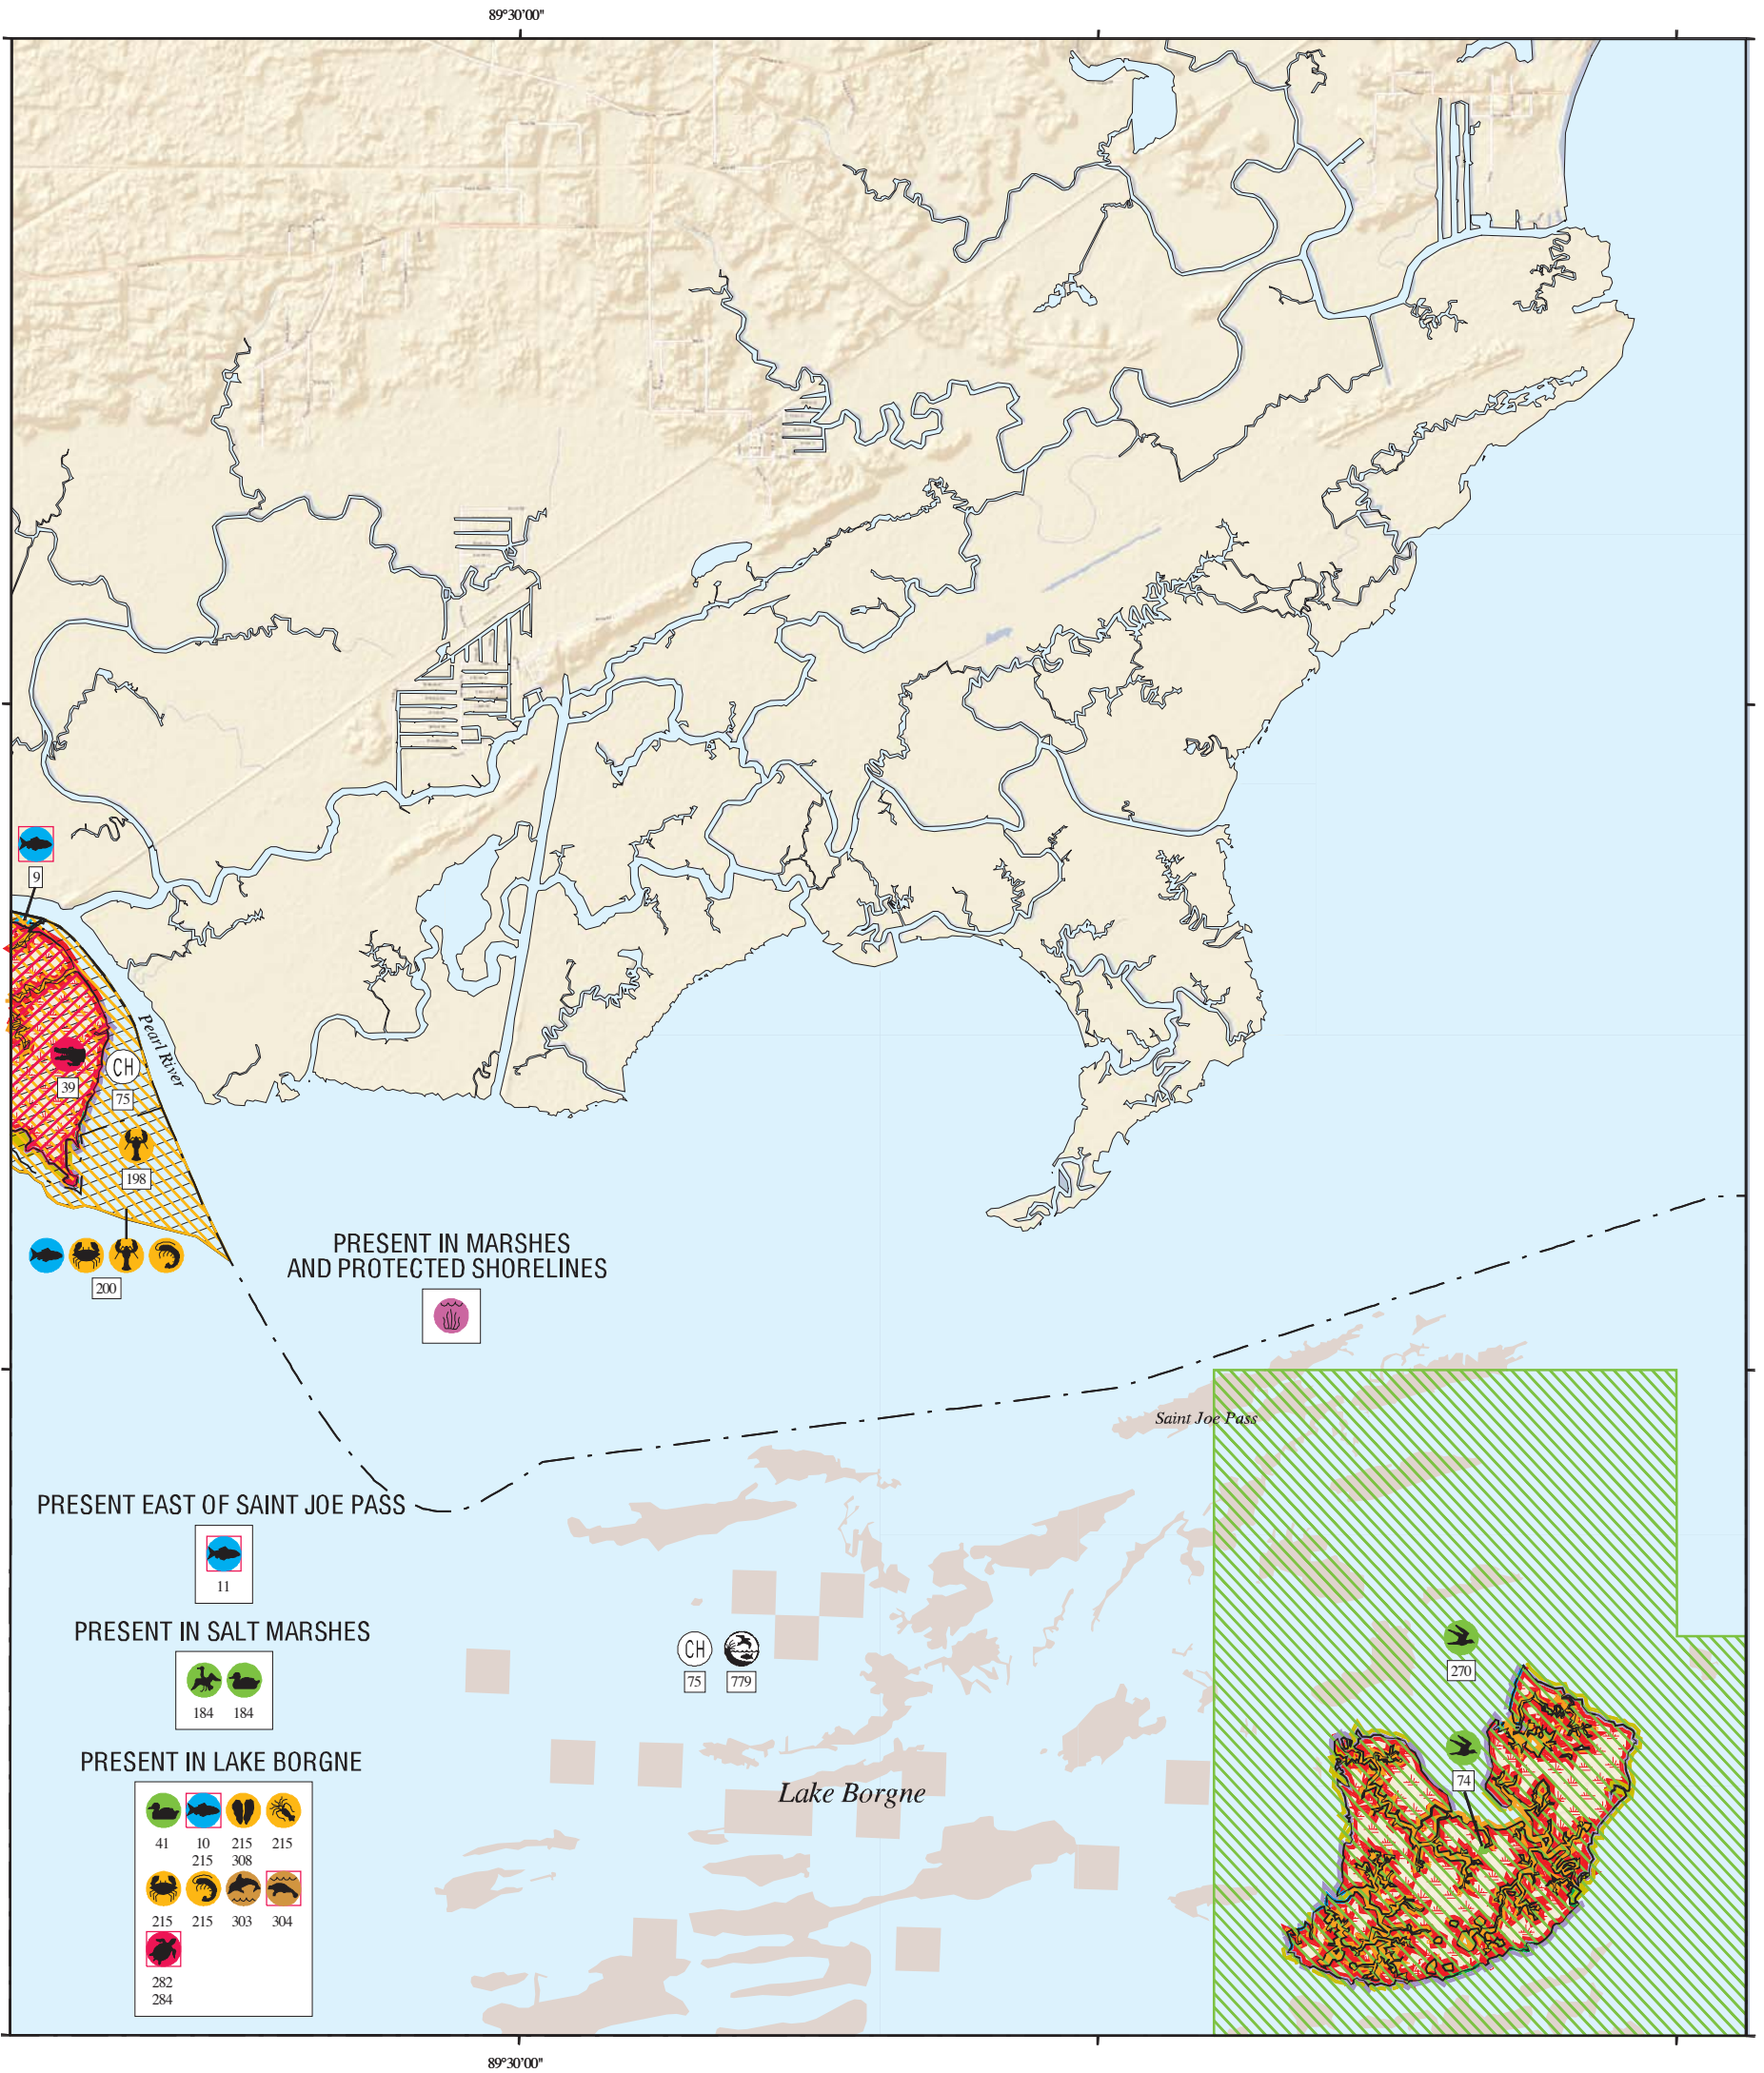 89°30'00"
9
39
CH
75
Pearl River
198
200
PRESENT IN MARSHES
AND PROTECTED SHORELINES
Saint Joe Pass
PRESENT EAST OF SAINT JOE PASS
11
PRESENT IN SALT MARSHES
184 184
CH
75 779
270
74
PRESENT IN LAKE BORGNE
41 10 215 215
215 308
215 215 303 304
282
284
Lake Borgne
89°30'00"